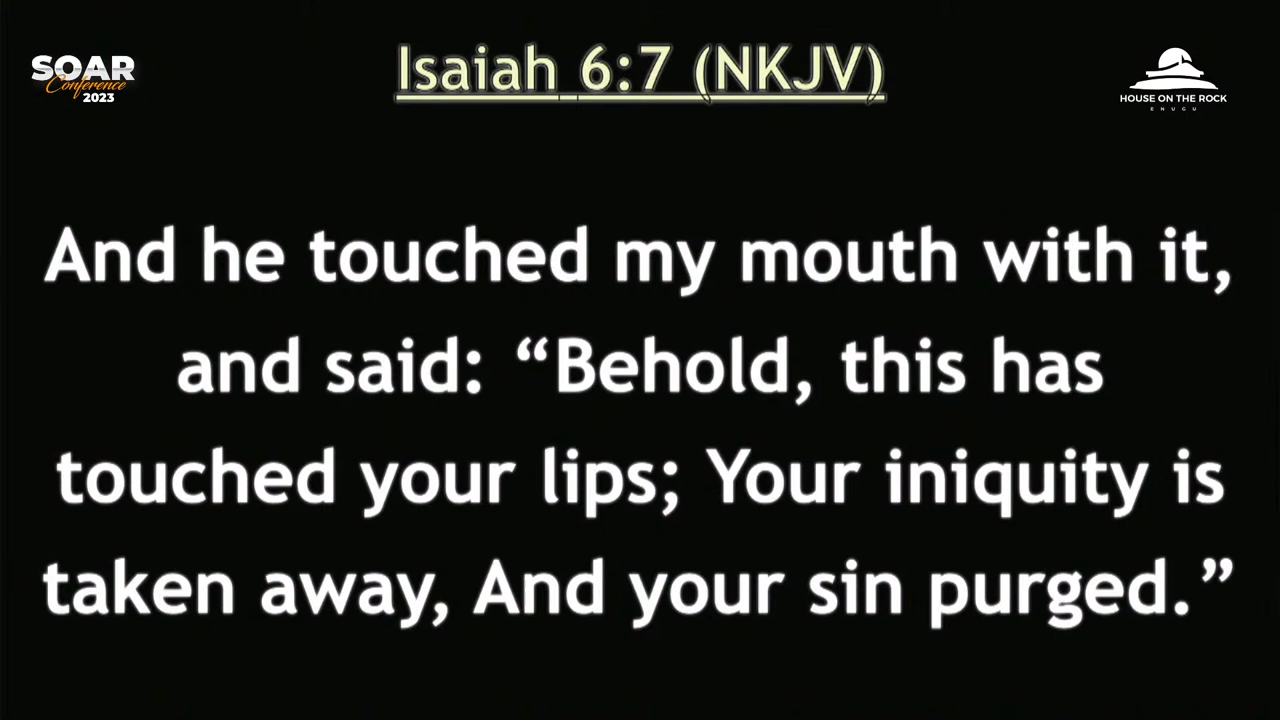 SOAR
Conference
2023
Isaiah 6:7 (NKJV)
HOUSE ON THE ROCK
ENUGU
And he touched my mouth with it,
and said: “Behold, this has
touched your lips; Your iniquity is
taken away, And your sin purged.”